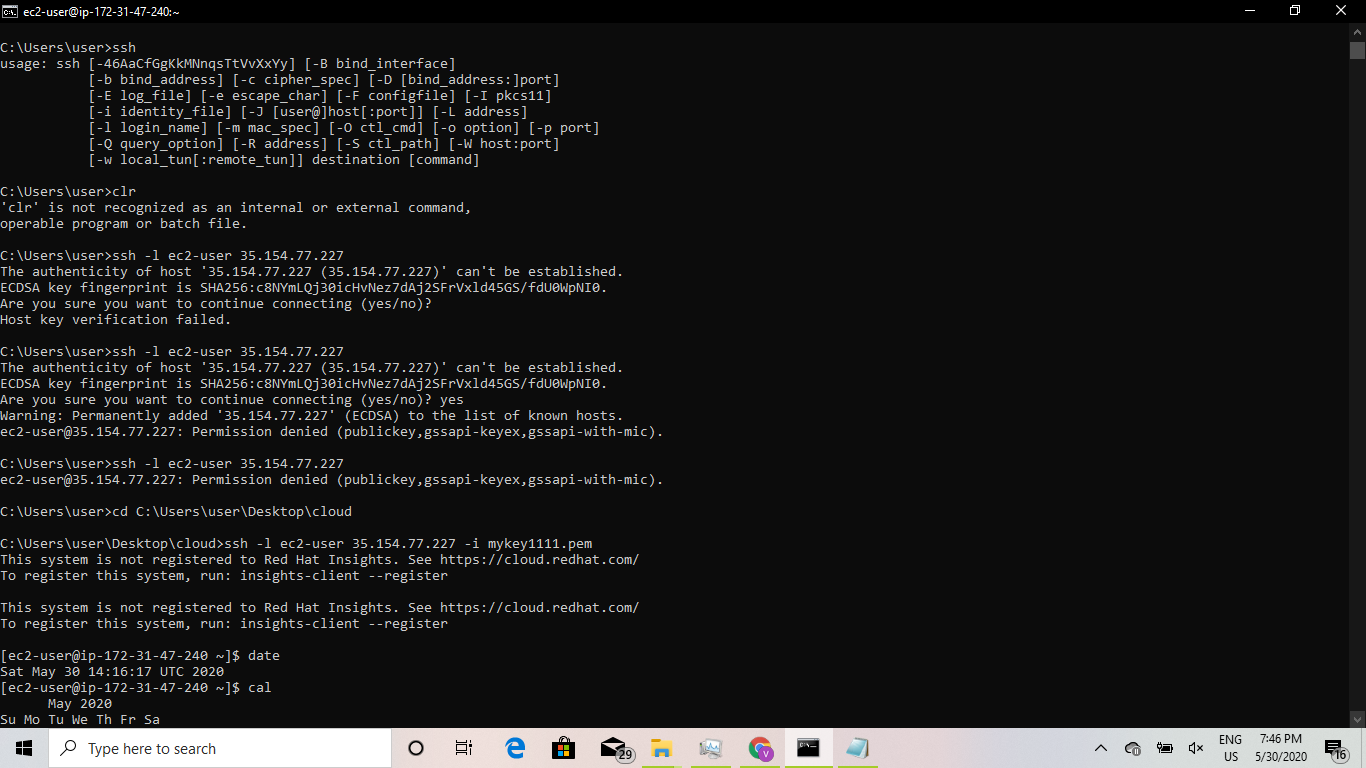 ec2-user@ip-172-31-47-240:~
C:\Users\user>ssh
usage: ssh [-46AaCfGgKkMNnqsTtVvXxYy] [-B bind_interface]
           [-b bind_address] [-c cipher_spec] [-D [bind_address:]port]
           [-E log_file] [-e escape_char] [-F configfile] [-I pkcs11]
           [-i identity_file] [-J [user@]host[:port]] [-L address]
           [-l login_name] [-m mac_spec] [-O ctl_cmd] [-o option] [-p port]
           [-Q query_option] [-R address] [-S ctl_path] [-W host:port]
           [-w local_tun[:remote_tun]] destination [command]
C:\Users\user>clr
'clr' is not recognized as an internal or external command,
operable program or batch file.
C:\Users\user>ssh -l ec2-user 35.154.77.227
The authenticity of host '35.154.77.227 (35.154.77.227)' can't be established.
ECDSA key fingerprint is SHA256:c8NYmLQj30icHvNez7dAj2SFrVxld45GS/fdU0WpNI0.
Are you sure you want to continue connecting (yes/no)?
Host key verification failed.
C:\Users\user>ssh -l ec2-user 35.154.77.227
The authenticity of host '35.154.77.227 (35.154.77.227)' can't be established.
ECDSA key fingerprint is SHA256:c8NYmLQj30icHvNez7dAj2SFrVxld45GS/fdU0WpNI0.
Are you sure you want to continue connecting (yes/no)? yes
Warning: Permanently added '35.154.77.227' (ECDSA) to the list of known hosts.
ec2-user@35.154.77.227: Permission denied (publickey,gssapi-keyex,gssapi-with-mic).
C:\Users\user>ssh -l ec2-user 35.154.77.227
ec2-user@35.154.77.227: Permission denied (publickey,gssapi-keyex,gssapi-with-mic).
C:\Users\user>cd C:\Users\user\Desktop\cloud
C:\Users\user\Desktop\cloud>ssh -l ec2-user 35.154.77.227 -i mykey1111.pem
This system is not registered to Red Hat Insights. See https://cloud.redhat.com/
To register this system, run: insights-client --register
This system is not registered to Red Hat Insights. See https://cloud.redhat.com/
To register this system, run: insights-client --register
[ec2-user@ip-172-31-47-240 ~]$ date
Sat May 30 14:16:17 UTC 2020
[ec2-user@ip-172-31-47-240 ~]$ cal
      May 2020
Su Mo Tu We Th Fr Sa
Type here to search
29
V
ENG
US
7:46 PM
5/30/2020
16